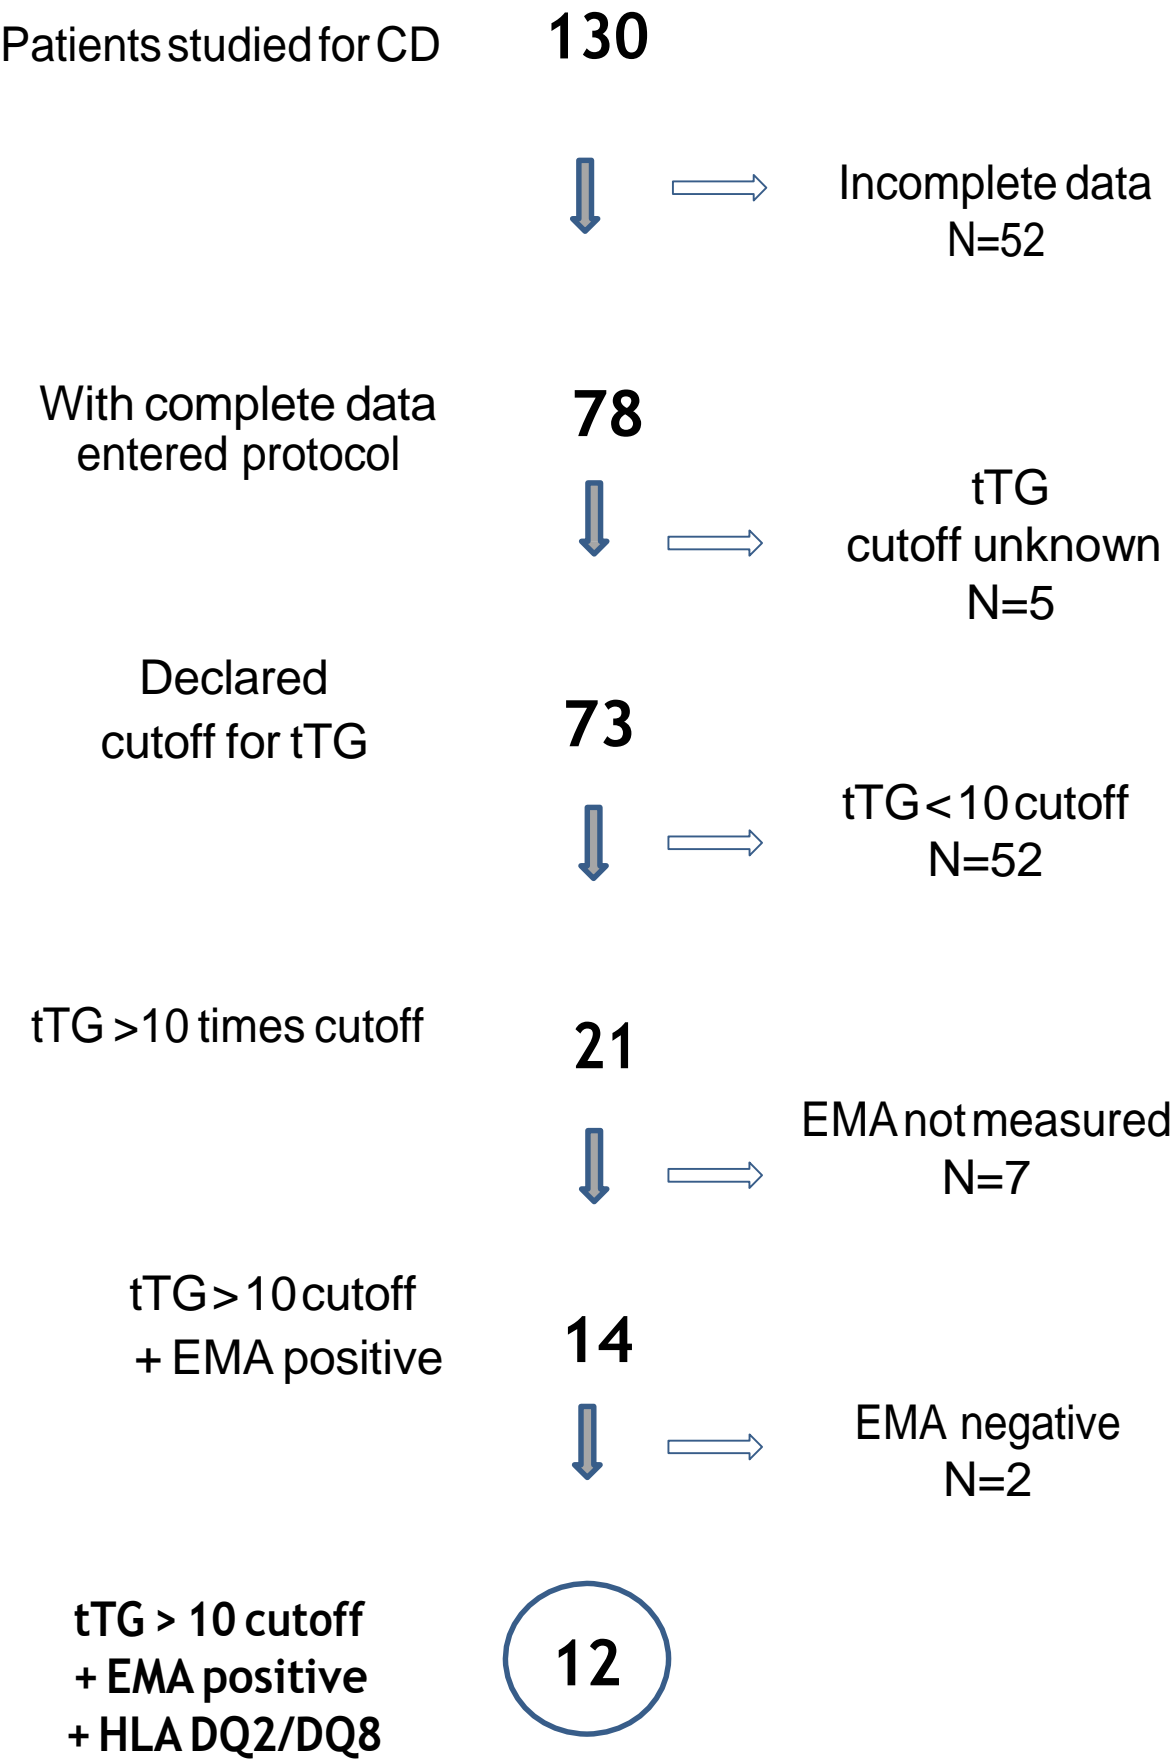 Patients studied for CD
130
Incomplete data
N=52
With complete data
entered protocol
78
tTG
cutoff unknown
N=5
Declared
cutoff for tTG
73
tTG < 10 cutoff
N=52
tTG >10 times cutoff
21
EMA not measured
N=7
tTG > 10 cutoff
+ EMA positive
14
EMA negative
N=2
tTG > 10 cutoff
+ EMA positive
+ HLA DQ2/DQ8
12